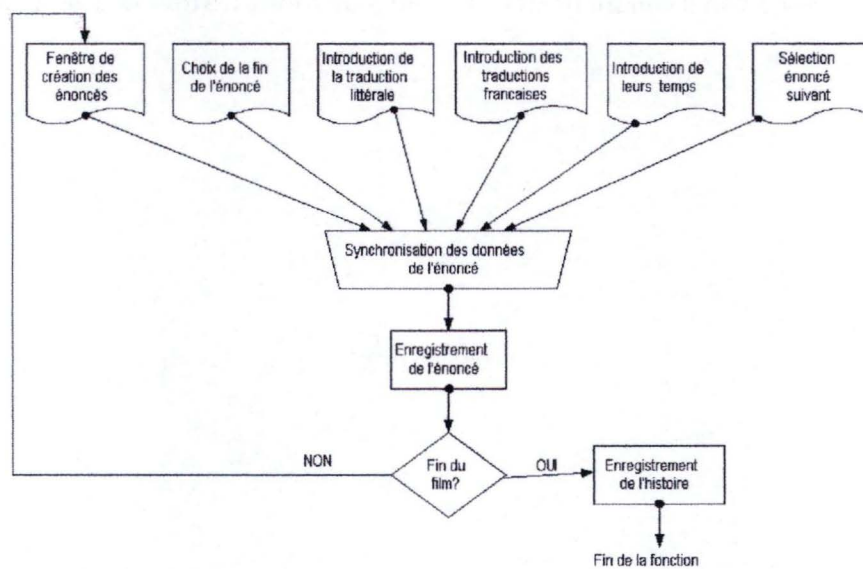 Fenêtre de
création des
énoncés
Choix de la fin
de l'énoncé
Introduction de
la traduction
littérale
Introduction des
traductions
francaises
Introduction de
leurs temps
Sélection
énoncé
suivant
Synchronisation des données
de l'énoncé
Enregistrement
de l'énoncé
Fin du
film?
NON
OUI
Enregistrement
de l'histoire
Fin de la fonction